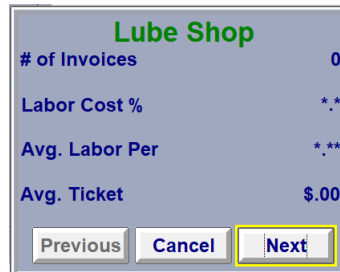 Lube Shop
# of Invoices 0
Labor Cost % *.*
Avg. Labor Per *.**
Avg. Ticket $.00
Previous Cancel Next